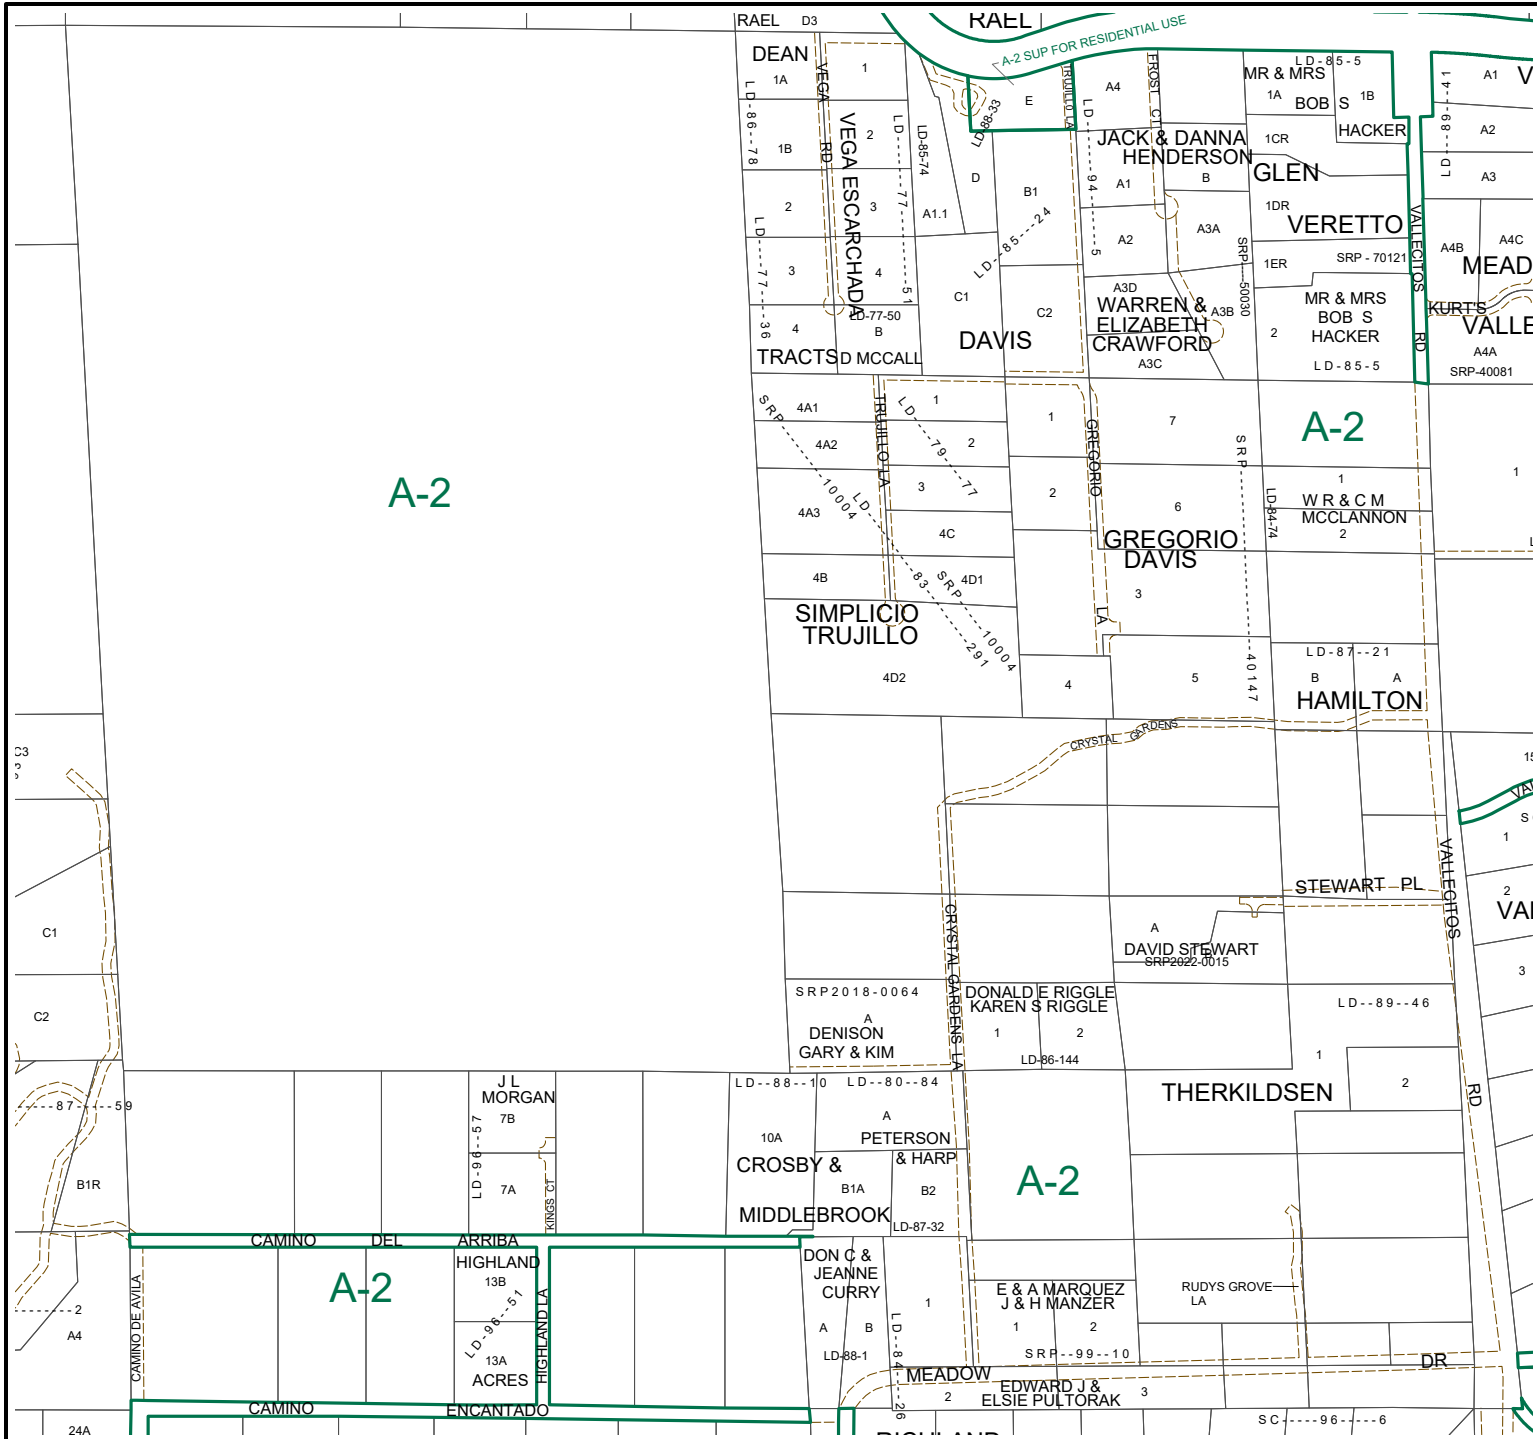 RAEL D3
RAEL
A-2 SUP FOR RESIDENTIAL USE
DEAN
1A
1
VEGA
RD
LD-86-78
1B
2
VEGA ESCARCHADA
LD----77----51
LD-85-74
LD-88-33
E
TRUJILLO LA
A4
FROST CT
LD-85-5
MR & MRS
1A
BOB S
1B
HACKER
LD---89---41
A1
V
A2
A3
JACK & DANNA
HENDERSON
1CR
GLEN
D
B1
A1
B
LD----94----5
2
3
A1.1
1DR
VERETTO
LD---77---36
LD--85---24
A2
A3A
SRP----50030
VALLECITOS
RD
A4B
A4C
MEAD
3
4
1ER
SRP - 70121
C1
C2
A3D
WARREN &
ELIZABETH
CRAWFORD
A3B
A3C
MR & MRS
BOB S
HACKER
2
LD-85-5
KURT'S
VALLE
A4A
SRP-40081
LD-77-50
4
B
TRACTS
D MCCALL
DAVIS
4A1
1
TRUJILLO LA
LD---79---77
SRP------10004
4A2
2
1
GREGORIO
LA
7
A-2
SRP------40147
1
A-2
4A3
3
2
6
LD-84-74
1
W R & C M
MCCLANNON
2
LD-----83-----291
4C
GREGORIO
DAVIS
4B
4D1
SRP----10004
3
SIMPLICIO
TRUJILLO
4D2
4
5
LD-87--21
B
A
HAMILTON
C3
CRYSTAL GARDENS
15
1
VALLECITOS
RD
STEWART PL
2
3
C1
CRYSTAL GARDENS LA
A
DAVID STEWART
SRP2022-0015
C2
SRP2018-0064
A
DENISON
GARY & KIM
DONALD E RIGGLE
KAREN S RIGGLE
1
2
LD-86-144
LD--89--46
1
2
THERKILDSEN
J L
MORGAN
7B
LD--88--10
LD--80--84
87-----59
LD-96--57
10A
A
PETERSON
& HARP
CROSBY &
B1R
7A
KINGS CT
B1A
B2
A-2
MIDDLEBROOK
LD-87-32
CAMINO DEL ARRIBA
HIGHLAND
13B
A-2
CAMINO DE AVILA
HIGHLAND LA
LD-96--51
DON C &
JEANNE
CURRY
E & A MARQUEZ
J & H MANZER
RUDYS GROVE
LA
2
A4
A
B
1
1
2
LD-88-1
LD--84--26
SRP--99--10
13A
ACRES
MEADOW
DR
EDWARD J &
ELSIE PULTORAK
2
3
CAMINO ENCANTADO
24A
SC-----96----6